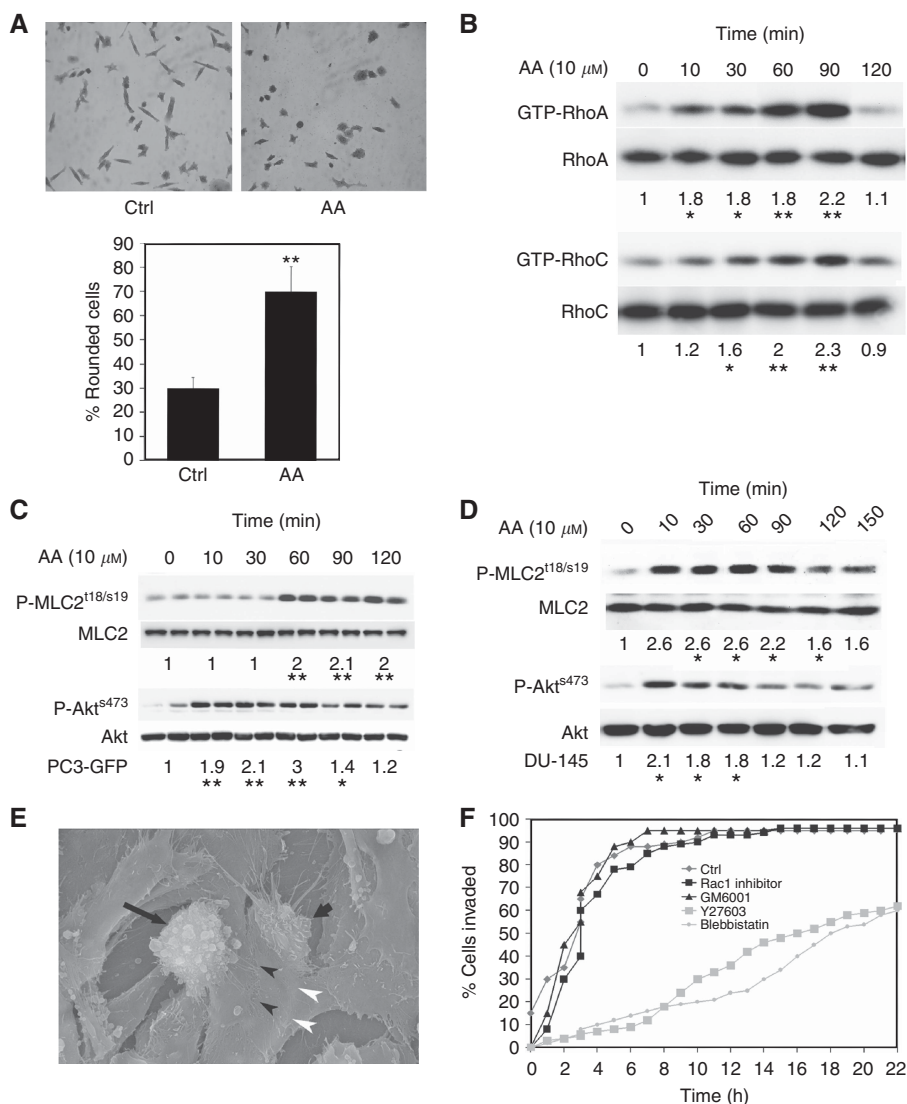 A
Ctrl
AA
% Rounded cells
90
80
70
60
50
40
30
20
10
0
**
Ctrl
AA
B
Time (min)
AA (10 μM) 0 10 30 60 90 120
GTP-RhoA
RhoA
1 1.8 1.8 1.8 2.2 1.1
* * ** **
GTP-RhoC
RhoC
1 1.2 1.6 2 2.3 0.9
* ** **
C
Time (min)
AA (10 μM) 0 10 30 60 90 120
P-MLC2t18/s19
MLC2
1 1 1 2 2.1 2
** ** **
P-Akts473
Akt
PC3-GFP 1 1.9 2.1 3 1.4 1.2
** ** ** *
D
Time (min)
AA (10 μM) 0 10 30 60 90 120 150
P-MLC2t18/s19
MLC2
1 2.6 2.6 2.6 2.2 1.6 1.6
* * * *
P-Akts473
Akt
DU-145 1 2.1 1.8 1.8 1.2 1.2 1.1
* * *
E
F
% Cells invaded
100
90
80
70
60
50
40
30
20
10
0
Ctrl
Rac1 inhibitor
GM6001
Y27603
Blebbistatin
0 2 4 6 8 10 12 14 16 18 20 22
Time (h)